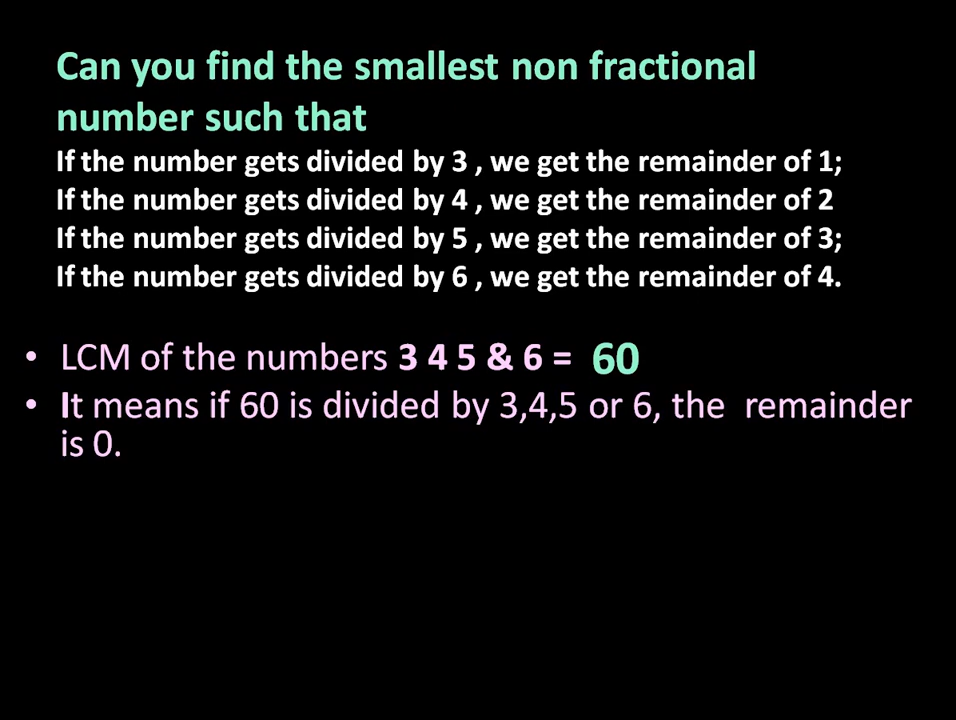 Can you find the smallest non fractional
number such that
If the number gets divided by 3 , we get the remainder of 1;
If the number gets divided by 4 , we get the remainder of 2
If the number gets divided by 5 , we get the remainder of 3;
If the number gets divided by 6 , we get the remainder of 4.
• LCM of the numbers 3 4 5 & 6 = 60
• It means if 60 is divided by 3,4,5 or 6, the remainder
is 0.